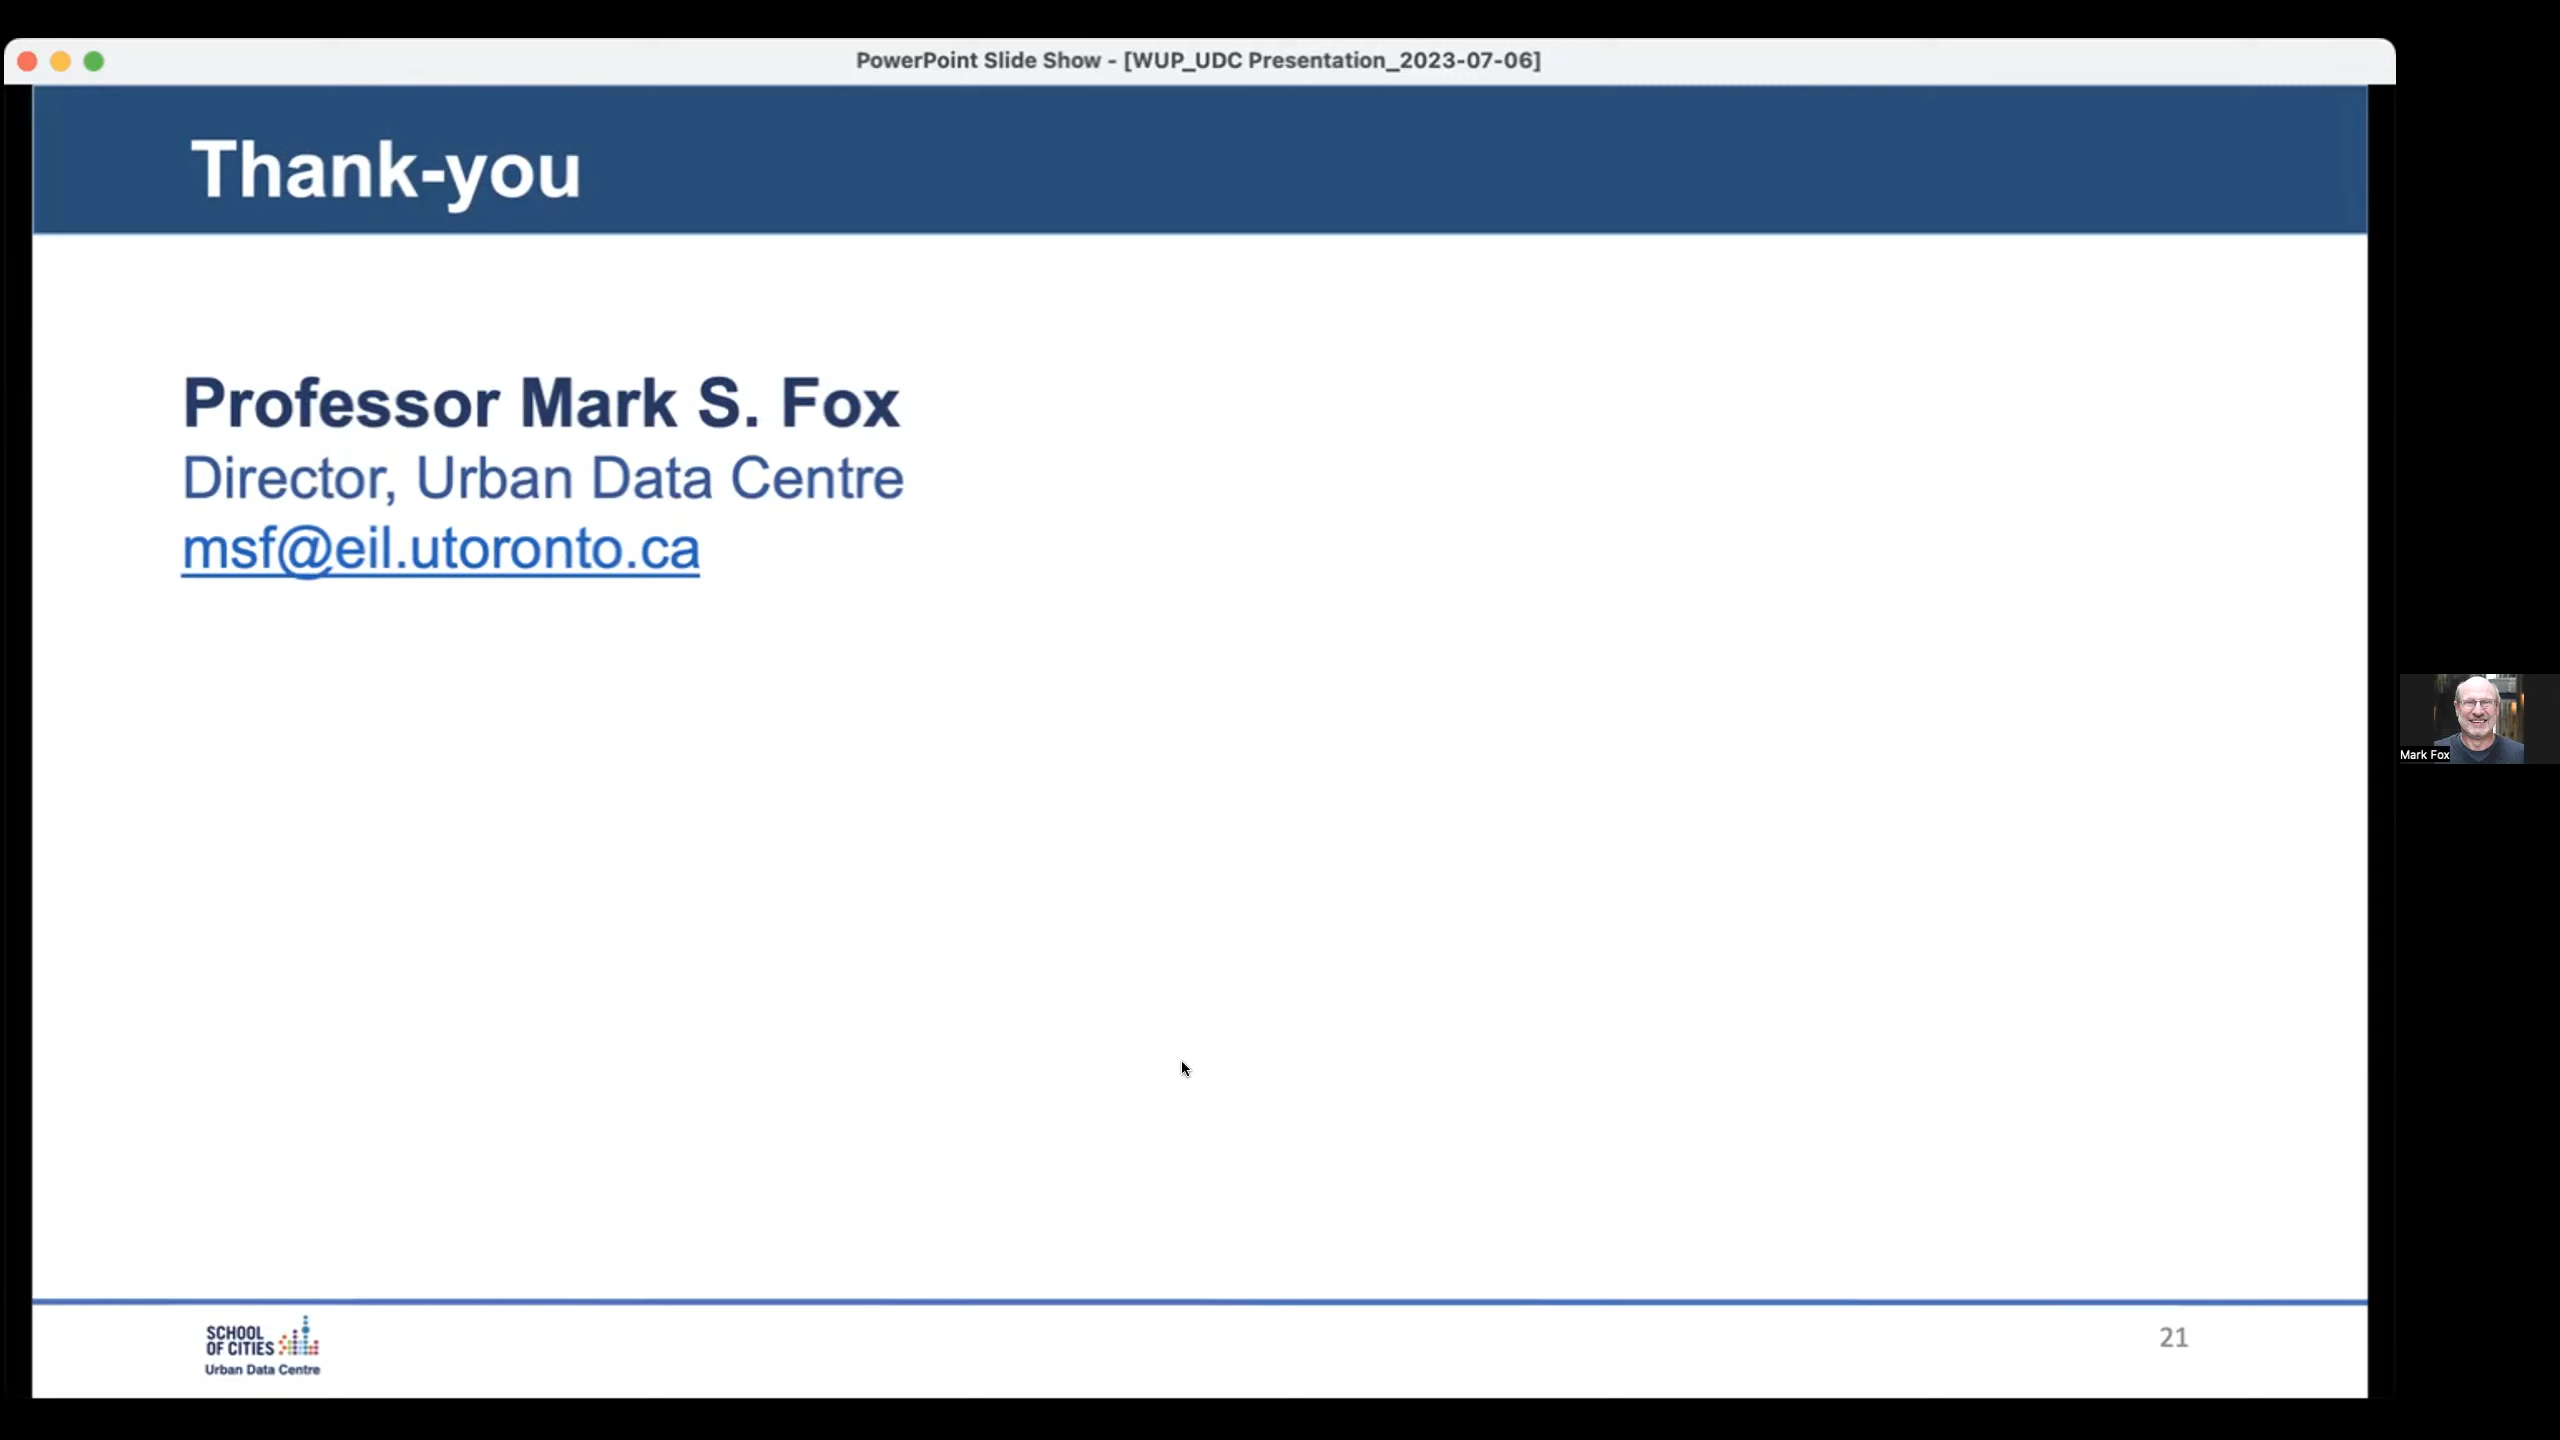 PowerPoint Slide Show - [WUP_UDC Presentation_2023-07-06]
Thank-you
Professor Mark S. Fox
Director, Urban Data Centre
msf@eil.utoronto.ca
Mark Fox
SCHOOL
OF CITIES
Urban Data Centre
21